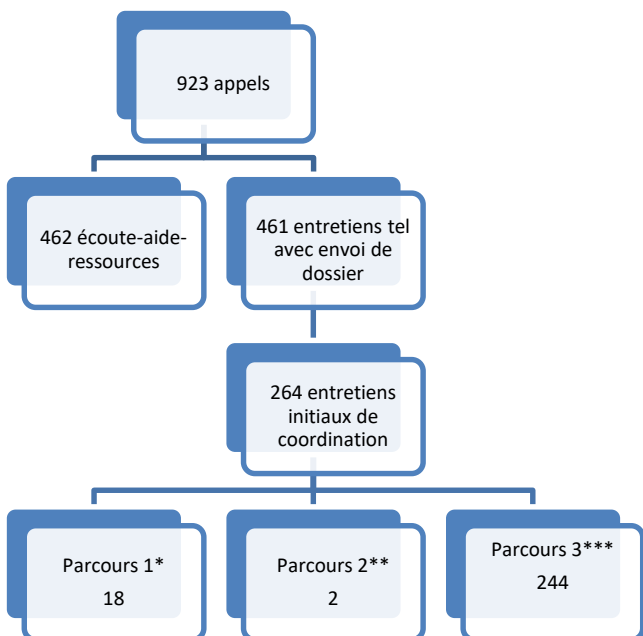 923 appels
462 écoute-aide-
ressources
461 entretiens tel
avec envoi de
dossier
264 entretiens
initiaux de
coordination
Parcours 1*
18
Parcours 2**
2
Parcours 3***
244